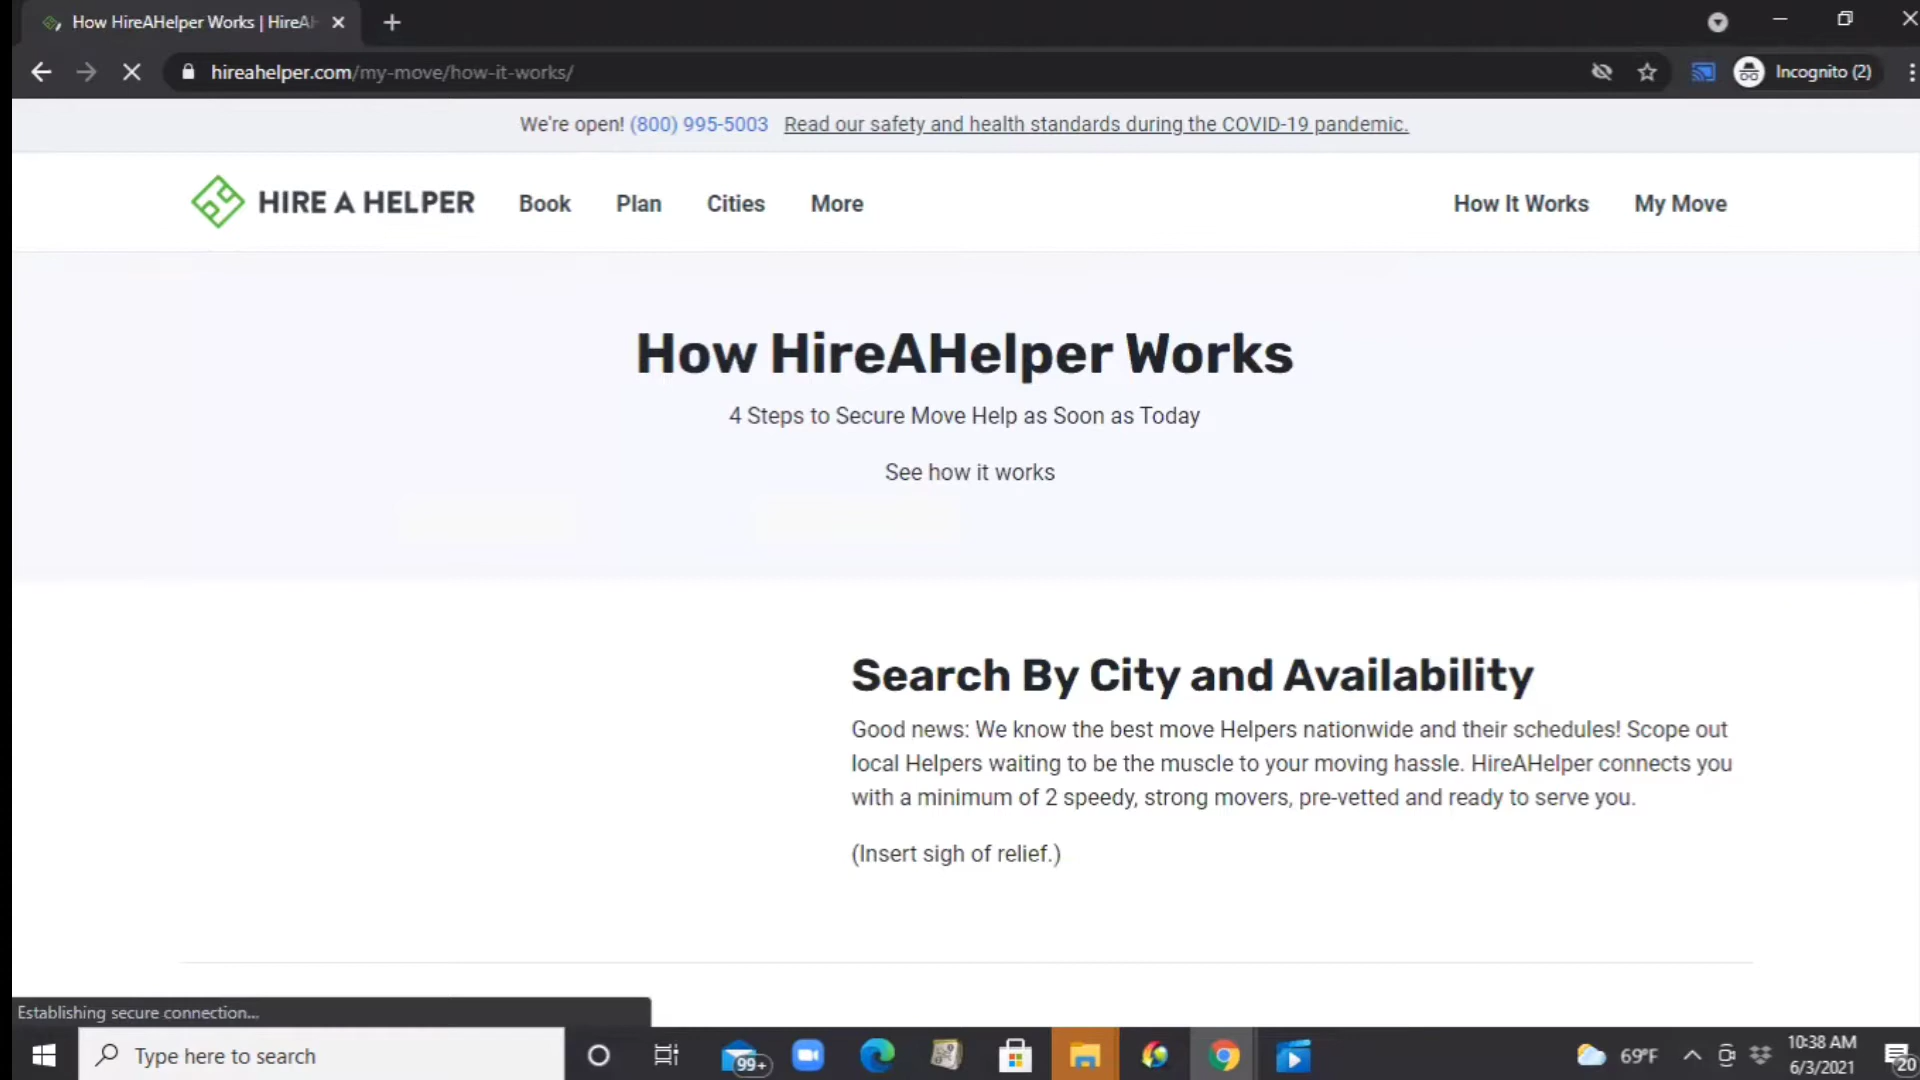 How HireAHelper Works | HireAH
hireahelper.com/my-move/how-it-works/
Incognito (2)
We're open! (800) 995-5003 Read our safety and health standards during the COVID-19 pandemic.
HIRE A HELPER Book Plan Cities More How It Works My Move
How HireAHelper Works
4 Steps to Secure Move Help as Soon as Today
See how it works
Search By City and Availability
Good news: We know the best move Helpers nationwide and their schedules! Scope out
local Helpers waiting to be the muscle to your moving hassle. HireAHelper connects you
with a minimum of 2 speedy, strong movers, pre-vetted and ready to serve you.
(Insert sigh of relief.)
Establishing secure connection...
Type here to search
99+
69°F
10:38 AM
6/3/2021
20